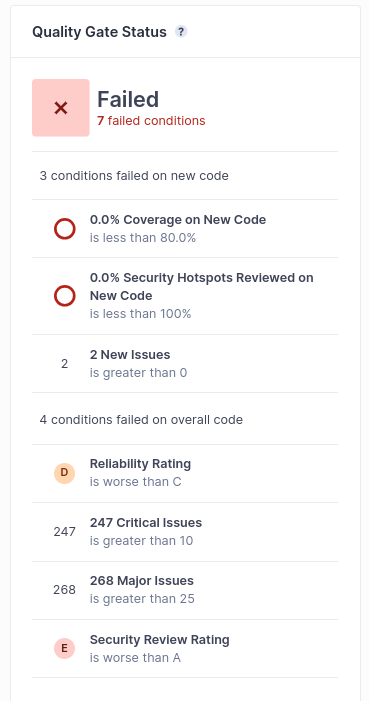 Quality Gate Status ?
×
Failed
7 failed conditions
3 conditions failed on new code
0.0% Coverage on New Code
is less than 80.0%
0.0% Security Hotspots Reviewed on
New Code
is less than 100%
2
2 New Issues
is greater than 0
4 conditions failed on overall code
D
Reliability Rating
is worse than C
247
247 Critical Issues
is greater than 10
268
268 Major Issues
is greater than 25
E
Security Review Rating
is worse than A